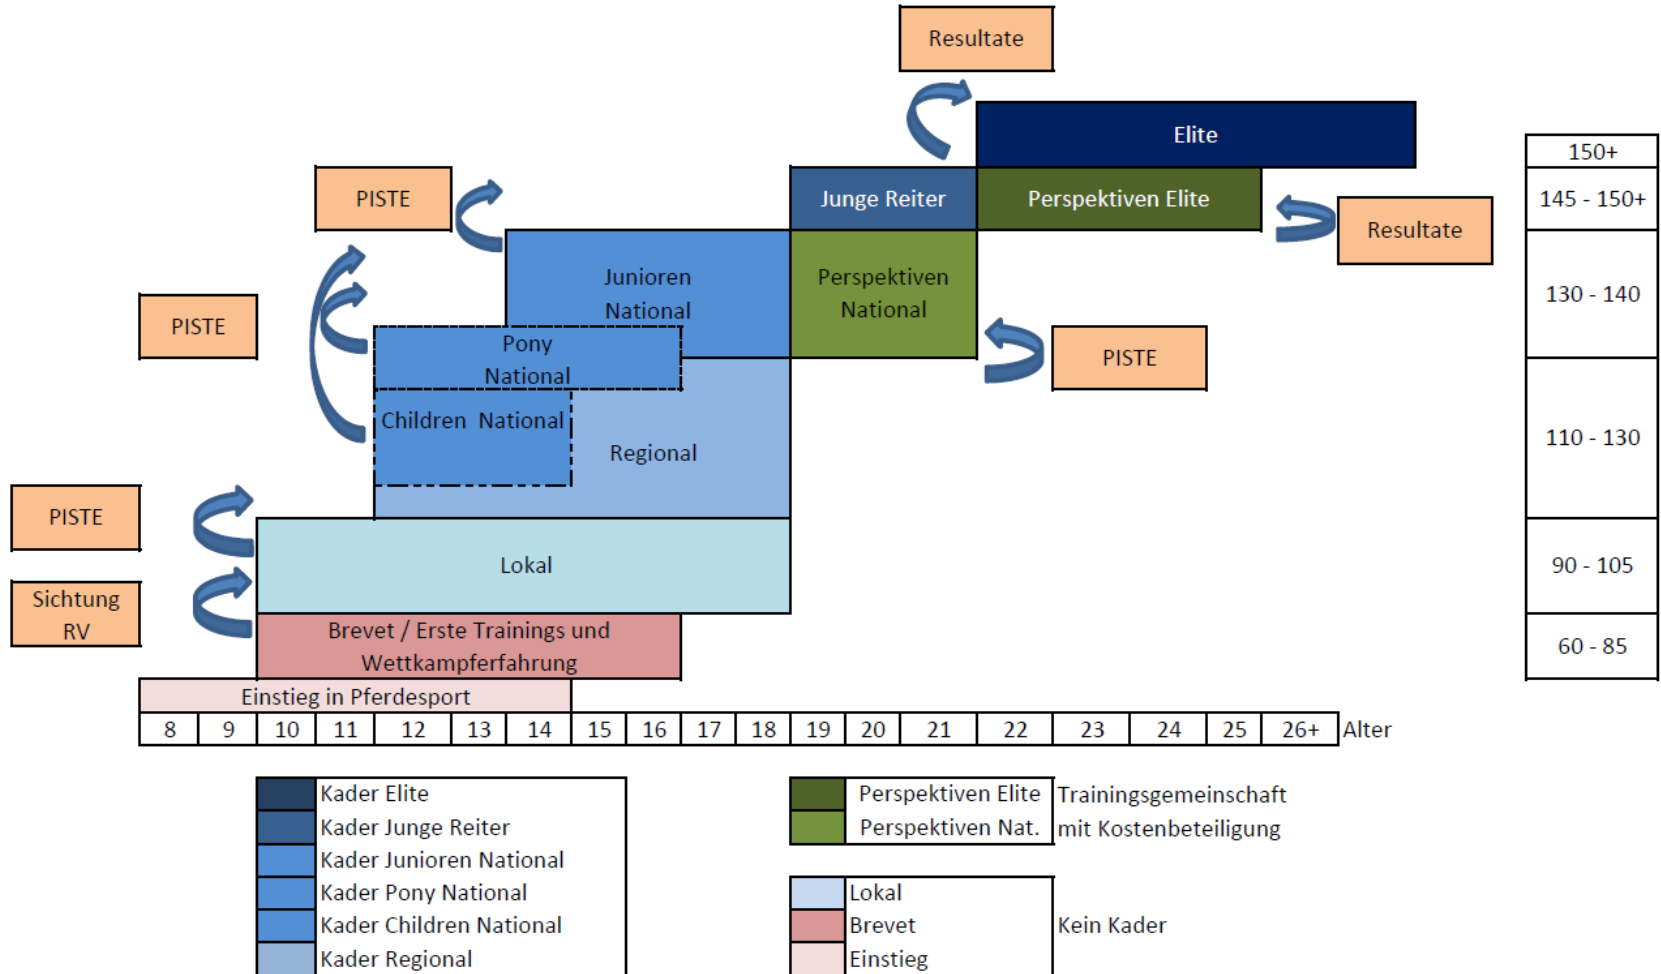 Resultate
Elite
150+
PISTE
Junge Reiter
Perspektiven Elite
145 - 150+
Resultate
Junioren
National
Perspektiven
National
130 - 140
PISTE
Pony
National
PISTE
Children National
Regional
110 - 130
PISTE
Lokal
90 - 105
Sichtung
RV
Brevet / Erste Trainings und
Wettkampferfahrung
60 - 85
Einstieg in Pferdesport
8 9 10 11 12 13 14 15 16 17 18 19 20 21 22 23 24 25 26+ Alter
Kader Elite
Kader Junge Reiter
Kader Junioren National
Kader Pony National
Kader Children National
Kader Regional
Perspektiven Elite
Perspektiven Nat.
Trainingsgemeinschaft
mit Kostenbeteiligung
Lokal
Brevet
Einstieg
Kein Kader